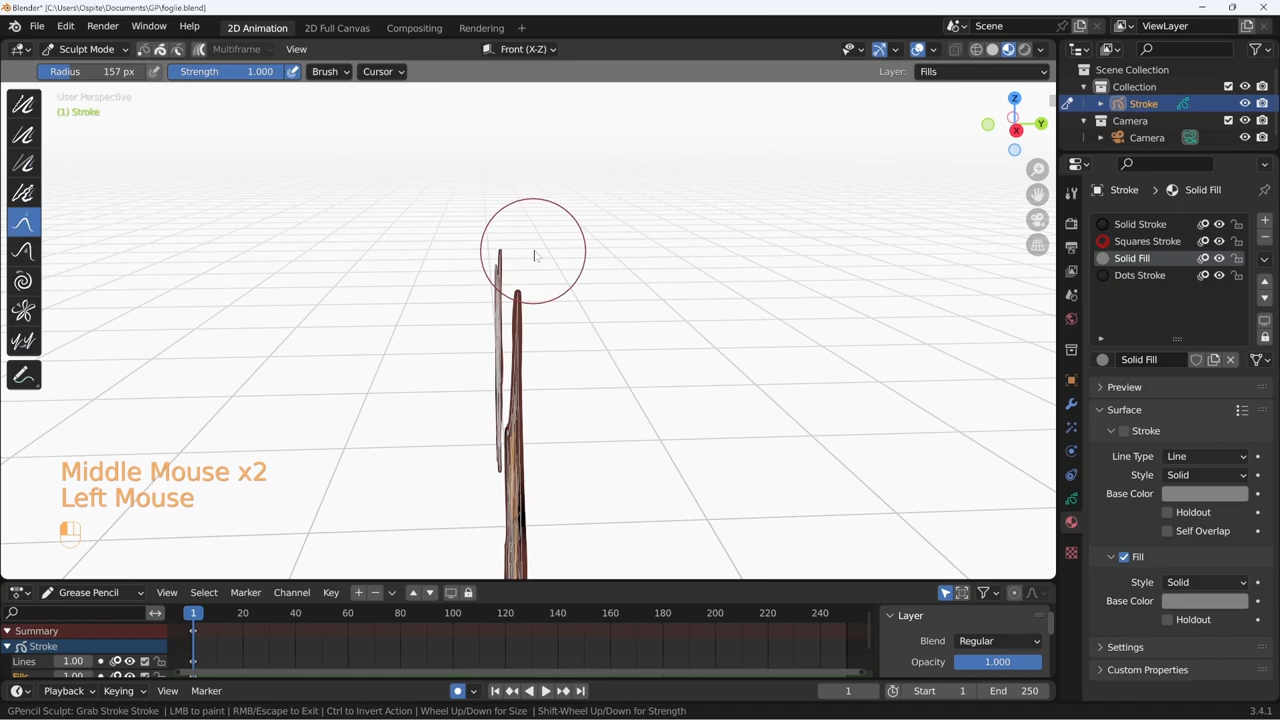 Blender* [C:\Users\Ospite\Documents\GP\foglie.blend]
File Edit Render Window Help 2D Animation 2D Full Canvas Compositing Rendering + Scene ViewLayer
Sculpt Mode Multiframe View Front (X-Z)
Radius 157 px Strength 1.000 Brush Cursor Layer: Fills
User Perspective
(1) Stroke
Z
Y
X
Middle Mouse x2
Left Mouse
Scene Collection
Collection
Stroke
Camera
Camera
Stroke > Solid Fill
Solid Stroke
Squares Stroke
Solid Fill
Dots Stroke
Solid Fill
Preview
Surface
Stroke
Line Type Line
Style Solid
Base Color
Holdout
Self Overlap
Fill
Style Solid
Base Color
Holdout
Settings
Custom Properties
Grease Pencil View Select Marker Channel Key
1 20 40 60 80 100 120 140 160 180 200 220 240
Summary
Stroke
Lines 1.00
Fills 1.00
Layer
Blend Regular
Opacity 1.000
Playback Keying View Marker 1 Start 1 End 250
GPencil Sculpt: Grab Stroke Stroke | LMB to paint | RMB/Escape to Exit | Ctrl to Invert Action | Wheel Up/Down for Size | Shift-Wheel Up/Down for Strength 3.4.1